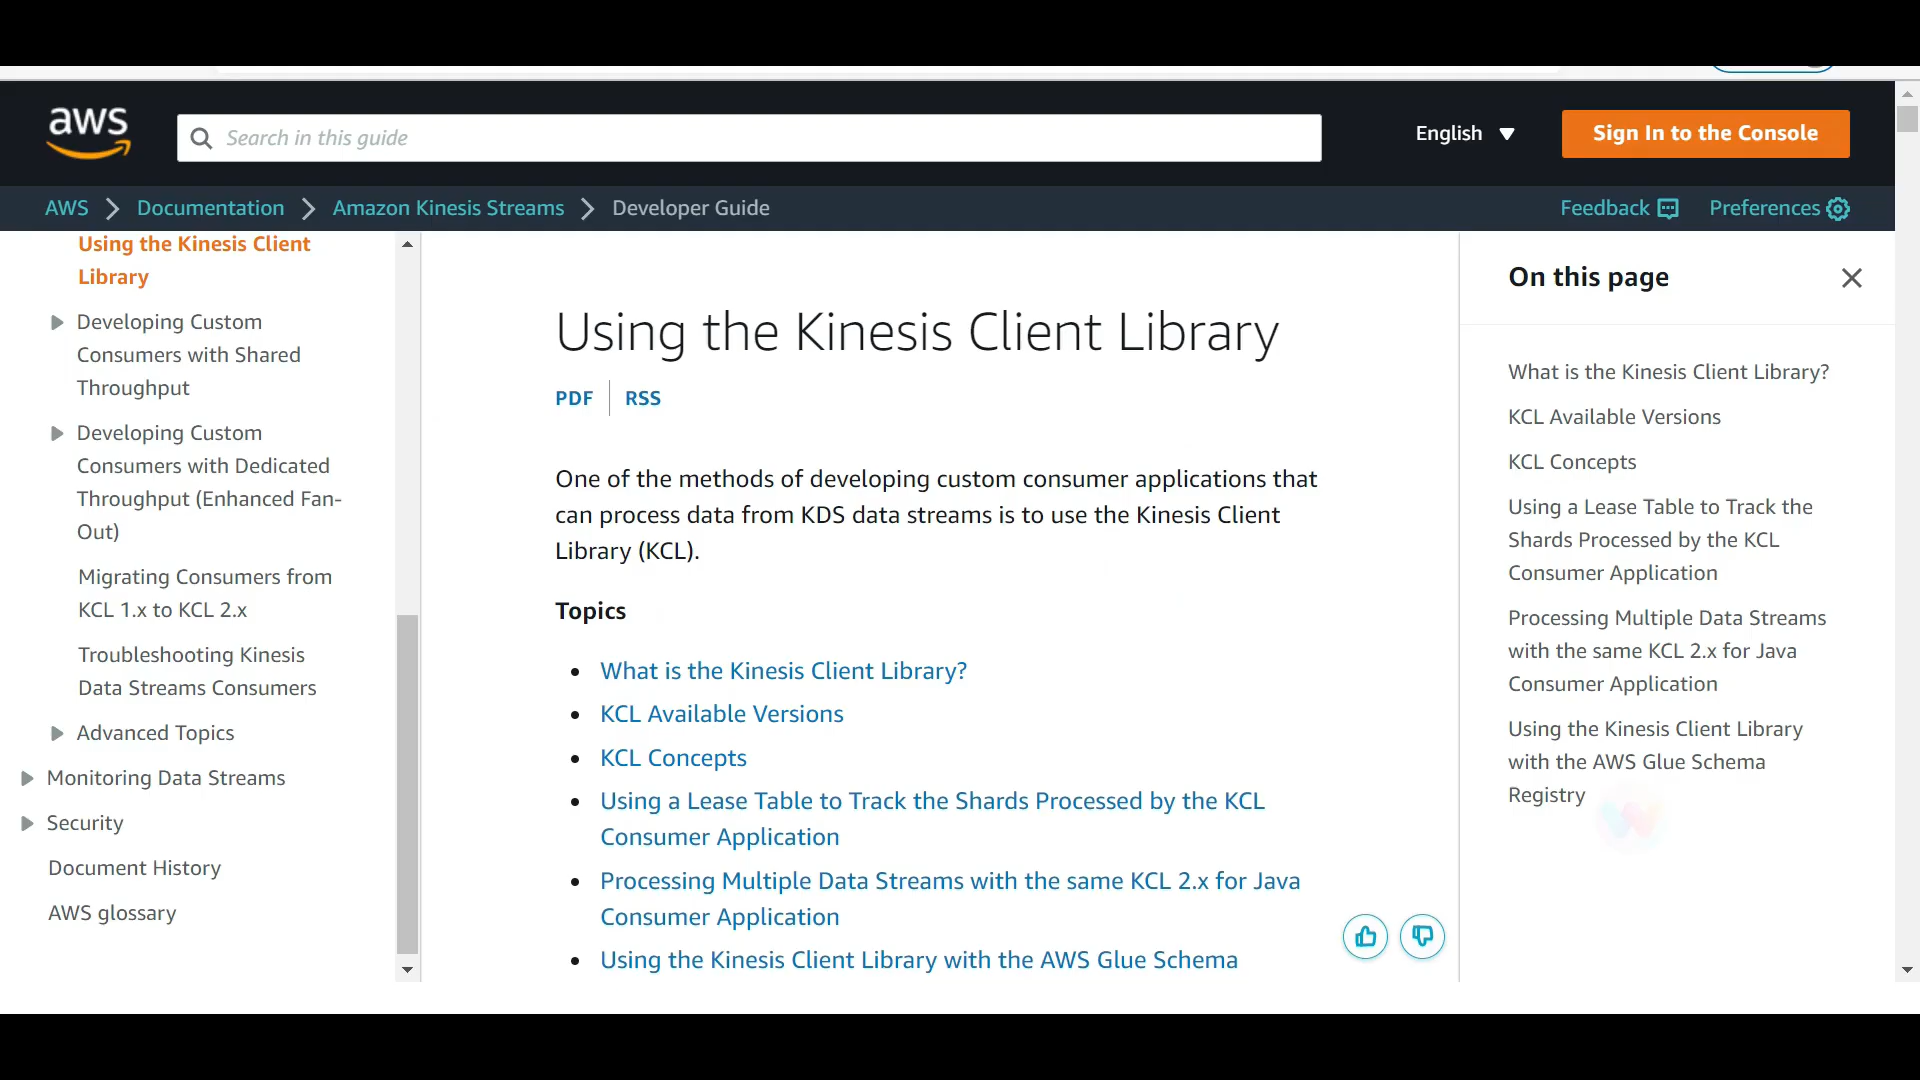 aws
Search in this guide
English
Sign In to the Console
AWS
Documentation
Amazon Kinesis Streams
Developer Guide
Feedback
Preferences
Using the Kinesis Client
Library
Developing Custom
Consumers with Shared
Throughput
Developing Custom
Consumers with Dedicated
Throughput (Enhanced Fan-
Out)
Migrating Consumers from
KCL 1.x to KCL 2.x
Troubleshooting Kinesis
Data Streams Consumers
Advanced Topics
Monitoring Data Streams
Security
Document History
AWS glossary
Using the Kinesis Client Library
PDF
RSS
One of the methods of developing custom consumer applications that
can process data from KDS data streams is to use the Kinesis Client
Library (KCL).
Topics
What is the Kinesis Client Library?
KCL Available Versions
KCL Concepts
Using a Lease Table to Track the Shards Processed by the KCL
Consumer Application
Processing Multiple Data Streams with the same KCL 2.x for Java
Consumer Application
Using the Kinesis Client Library with the AWS Glue Schema
On this page
What is the Kinesis Client Library?
KCL Available Versions
KCL Concepts
Using a Lease Table to Track the
Shards Processed by the KCL
Consumer Application
Processing Multiple Data Streams
with the same KCL 2.x for Java
Consumer Application
Using the Kinesis Client Library
with the AWS Glue Schema
Registry